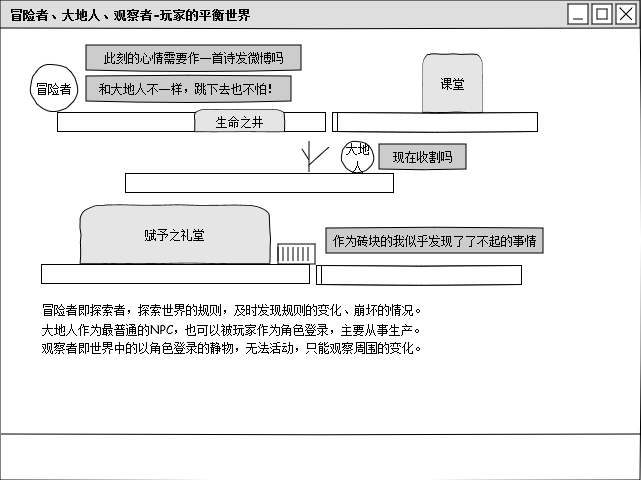 冒险者、大地人、观察者-玩家的平衡世界
此刻的心情需要作一首诗发微博吗
冒险者
和大地人不一样，跳下去也不怕！
课堂
生命之井
大地人
现在收割吗
赋予之礼堂
作为砖块的我似乎发现了了不起的事情
冒险者即探索者，探索世界的规则，及时发现规则的变化、崩坏的情况。
大地人作为最普通的NPC，也可以被玩家作为角色登录，主要从事生产。
观察者即世界中的以角色登录的静物，无法活动，只能观察周围的变化。